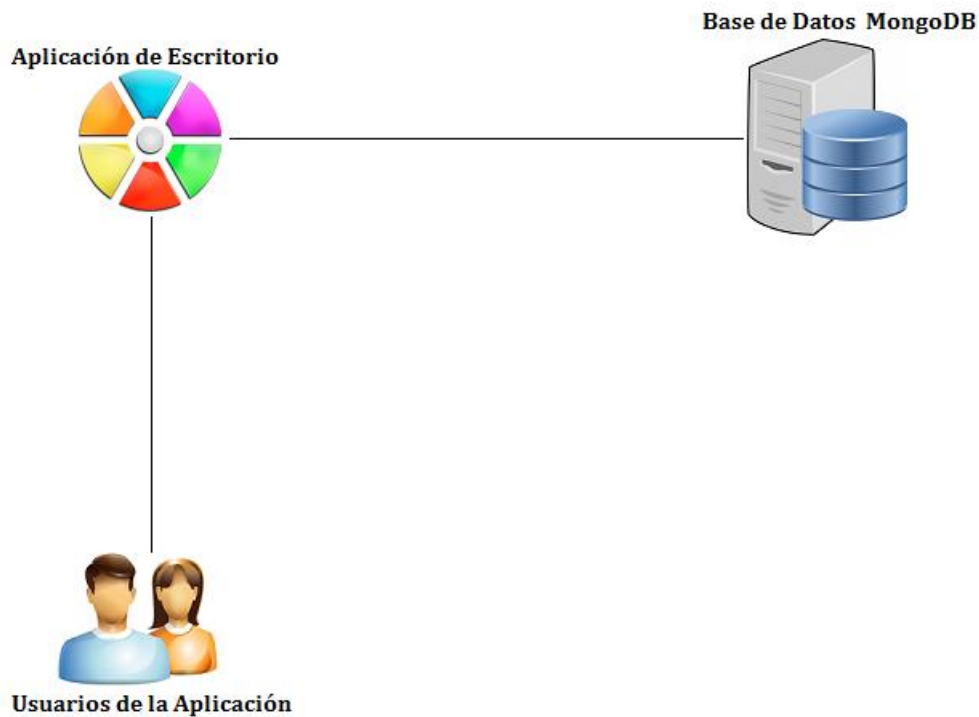 Base de Datos MongoDB
Aplicación de Escritorio
Usuarios de la Aplicación